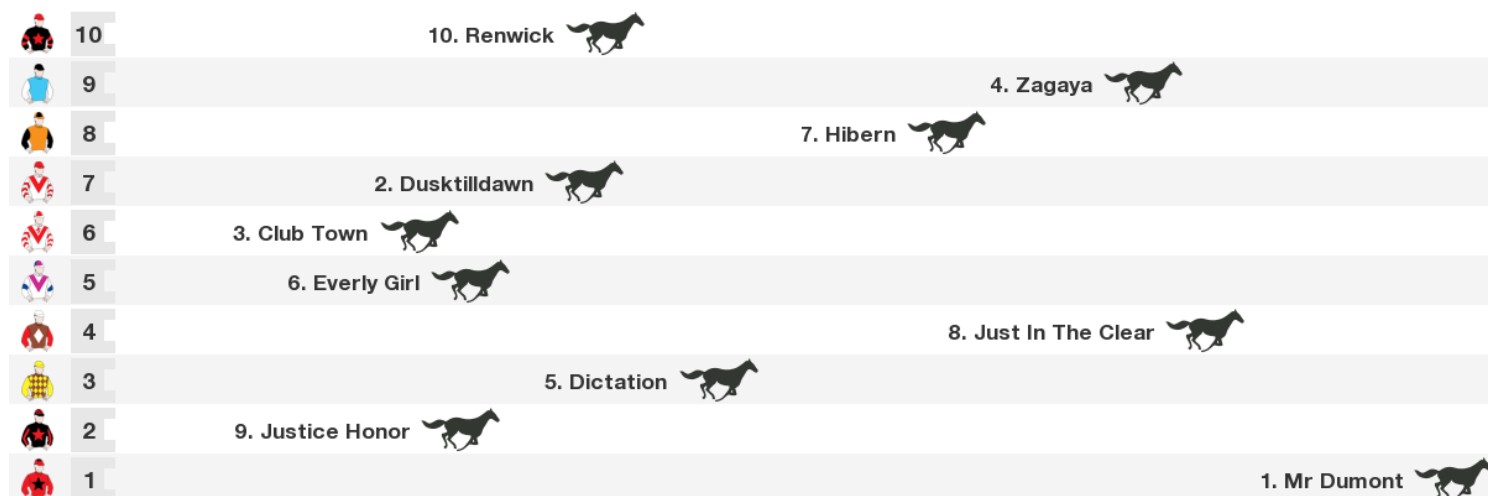 10 10. Renwick
9 4. Zagaya
8 7. Hibern
7 2. Dusktilldawn
6 3. Club Town
5 6. Everly Girl
4 8. Just In The Clear
3 5. Dictation
2 9. Justice Honor
1 1. Mr Dumont